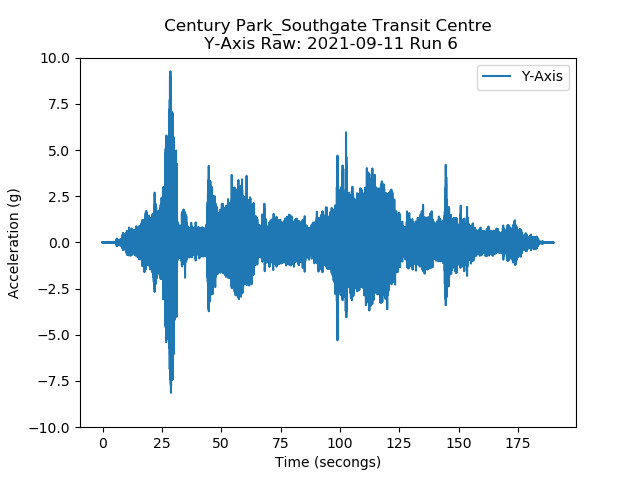 Century Park_Southgate Transit Centre
Y-Axis Raw: 2021-09-11 Run 6
10.0
Y-Axis
7.5
5.0
2.5
0.0
−2.5
−5.0
−7.5
−10.0
Acceleration (g)
0 25 50 75 100 125 150 175
Time (secongs)